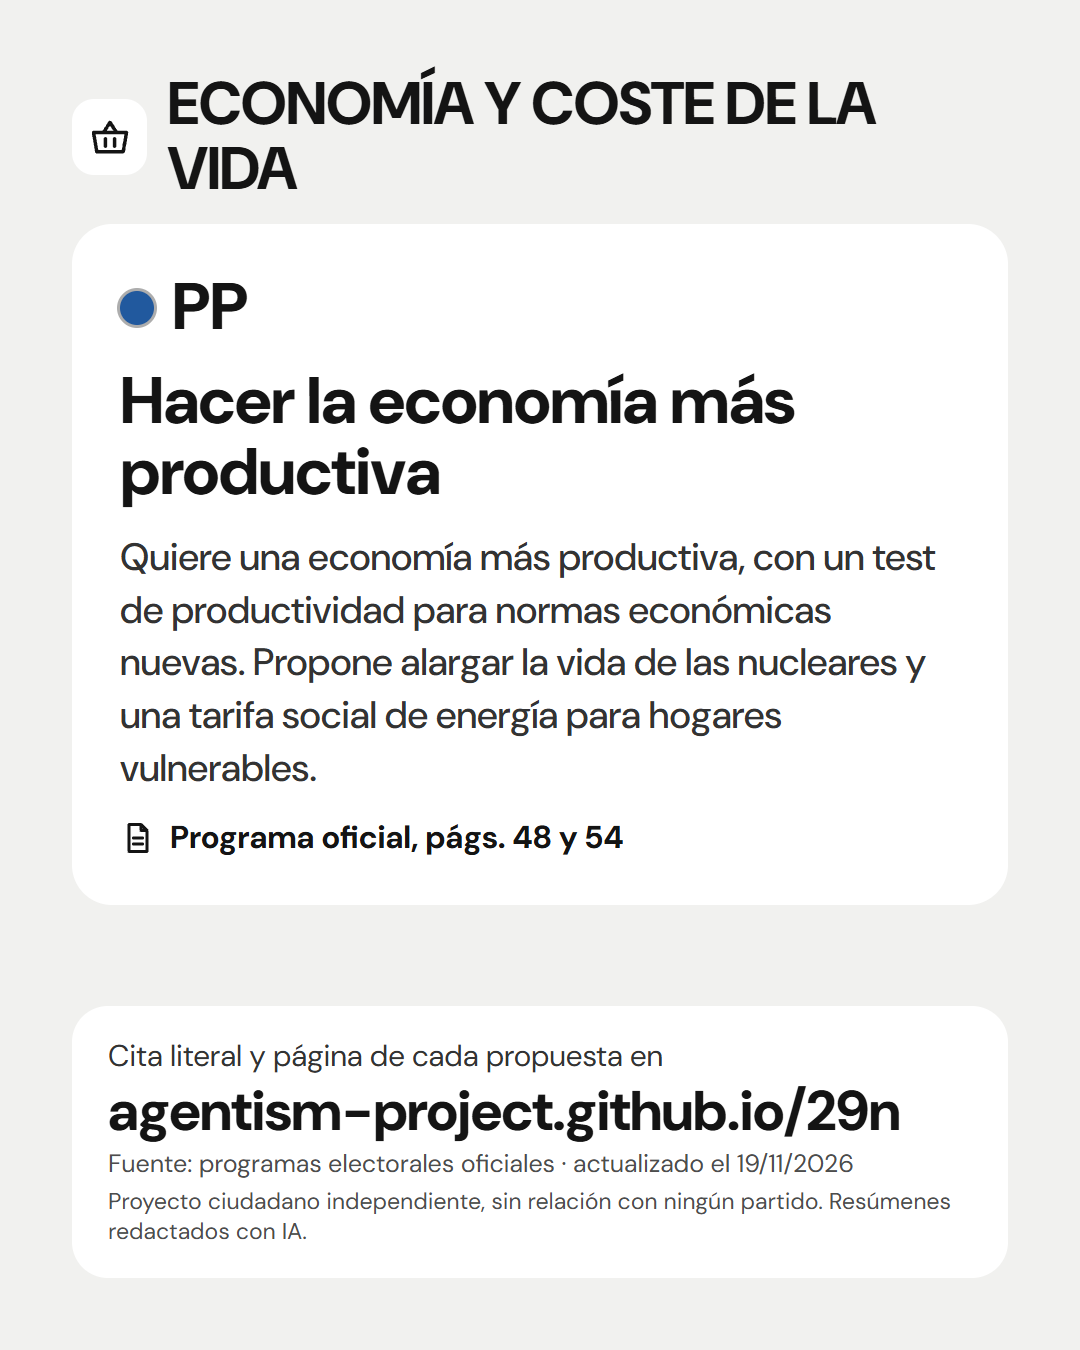 ECONOMÍA Y COSTE DE LA
VIDA
PP
Hacer la economía más
productiva
Quiere una economía más productiva, con un test
de productividad para normas económicas
nuevas. Propone alargar la vida de las nucleares y
una tarifa social de energía para hogares
vulnerables.
Programa oficial, págs. 48 y 54
Cita literal y página de cada propuesta en
agentism-project.github.io/29n
Fuente: programas electorales oficiales · actualizado el 19/11/2026
Proyecto ciudadano independiente, sin relación con ningún partido. Resúmenes
redactados con IA.